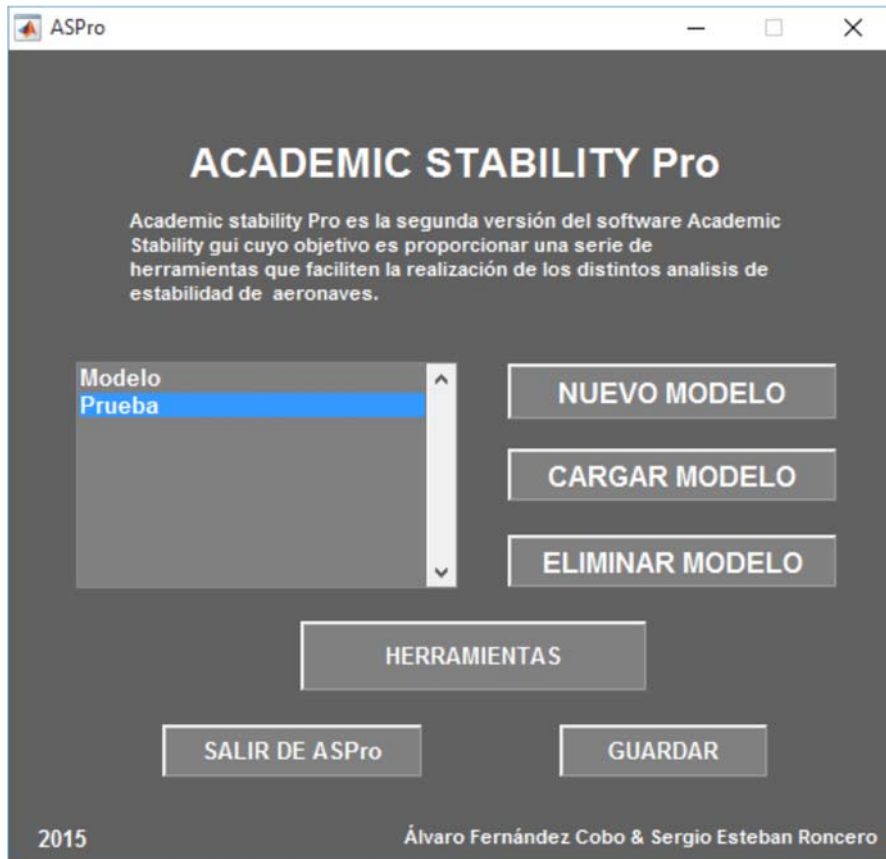 ASPro
ACADEMIC STABILITY Pro
Academic stability Pro es la segunda versión del software Academic
Stability gui cuyo objetivo es proporcionar una serie de
herramientas que faciliten la realización de los distintos analisis de
estabilidad de aeronaves.
Modelo
Prueba
NUEVO MODELO
CARGAR MODELO
ELIMINAR MODELO
HERRAMIENTAS
SALIR DE ASPro
GUARDAR
2015
Álvaro Fernández Cobo & Sergio Esteban Roncero